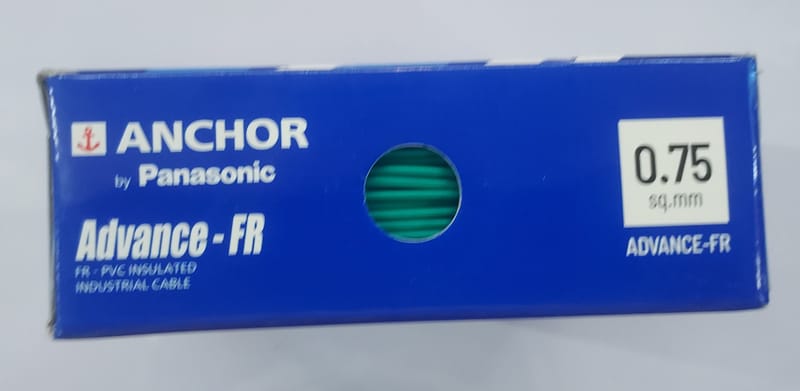 ANCHOR
by Panasonic
Advance-FR
FR - PVC INSULATED
INDUSTRIAL CABLE
0.75
sq.mm
ADVANCE-FR